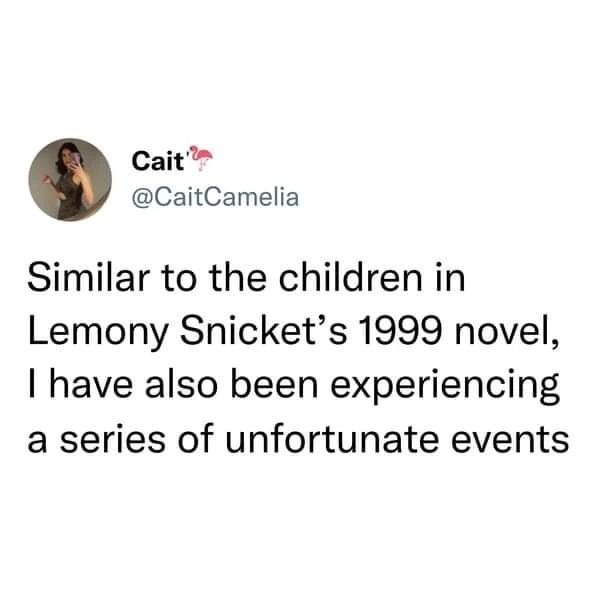 Cait'🦩
@CaitCamelia
Similar to the children in
Lemony Snicket’s 1999 novel,
I have also been experiencing
a series of unfortunate events